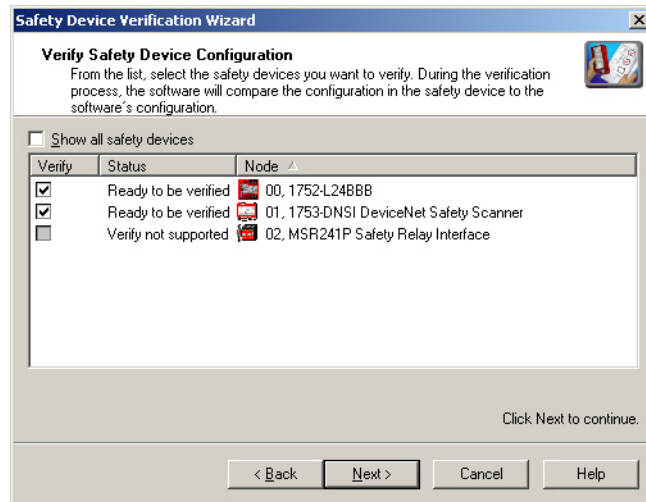 Safety Device Verification Wizard
Verify Safety Device Configuration
From the list, select the safety devices you want to verify. During the verification
process, the software will compare the configuration in the safety device to the
software´s configuration.
Show all safety devices
Verify Status Node
Ready to be verified 00, 1752-L24BBB
Ready to be verified 01, 1753-DNSI DeviceNet Safety Scanner
Verify not supported 02, MSR241P Safety Relay Interface
Click Next to continue.
< Back Next > Cancel Help